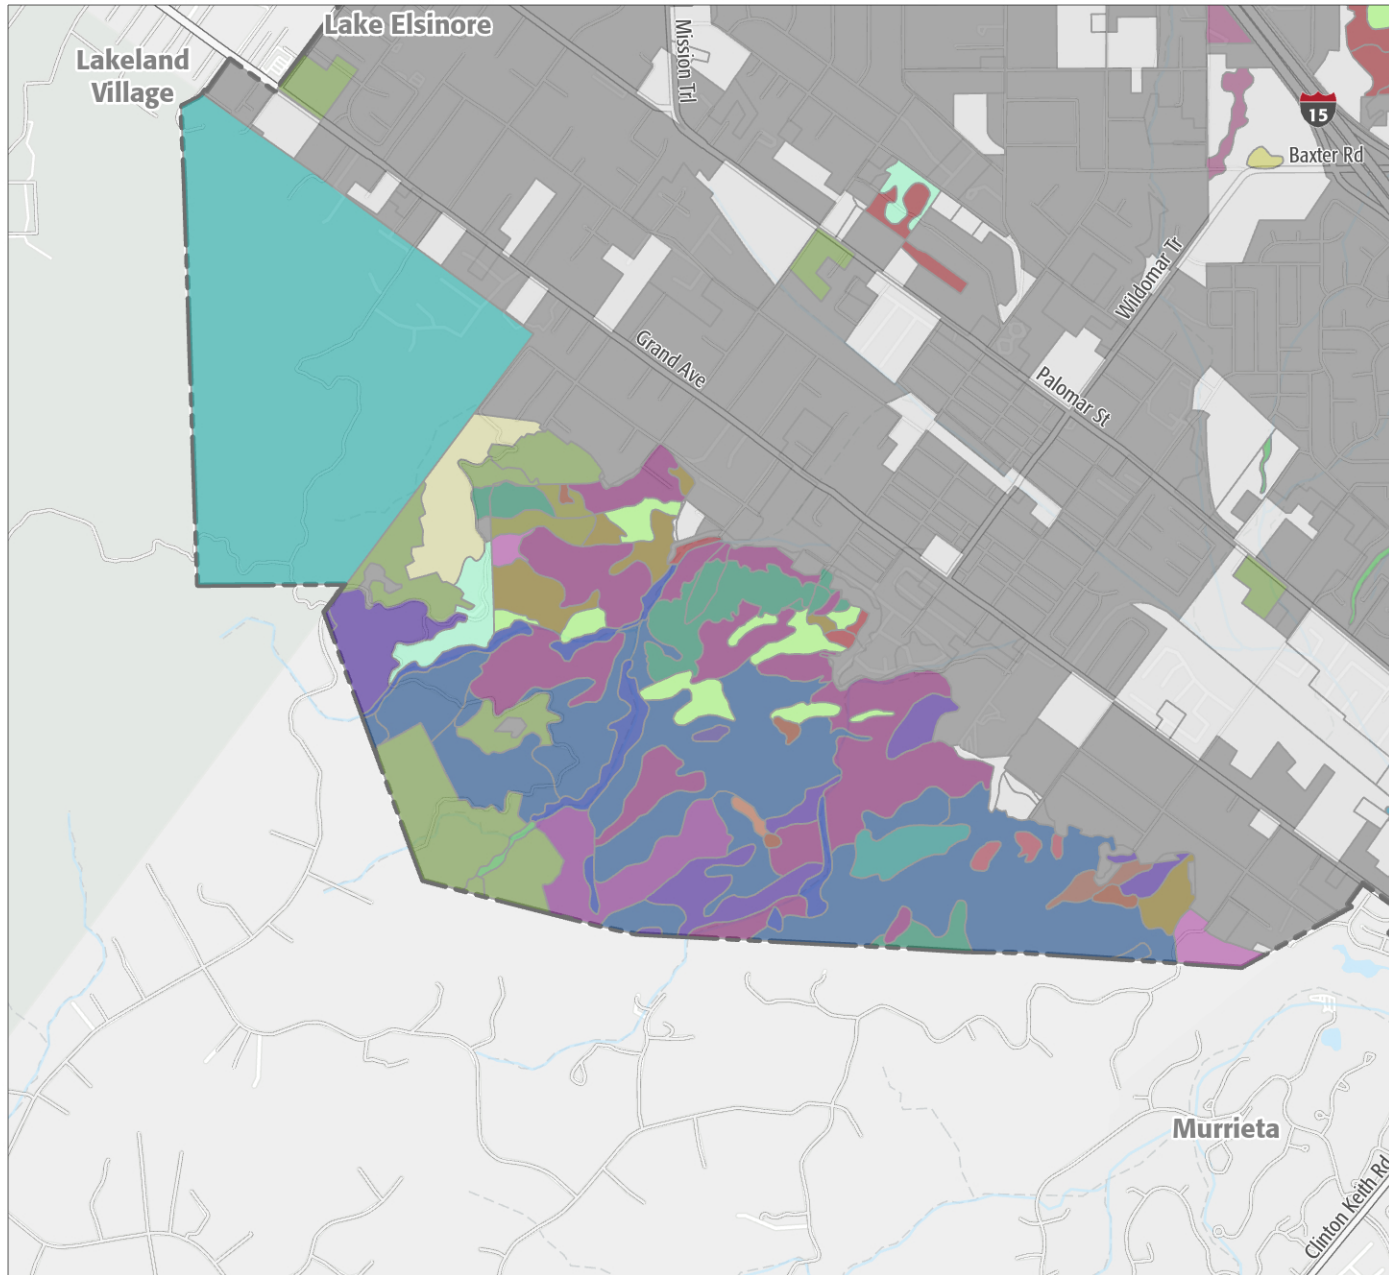 Lake Elsinore
Lakeland
Village
Mission Trl
15
Baxter Rd
Wildomar Tr
Grand Ave
Palomar St
Murrieta
Clinton Keith Rd